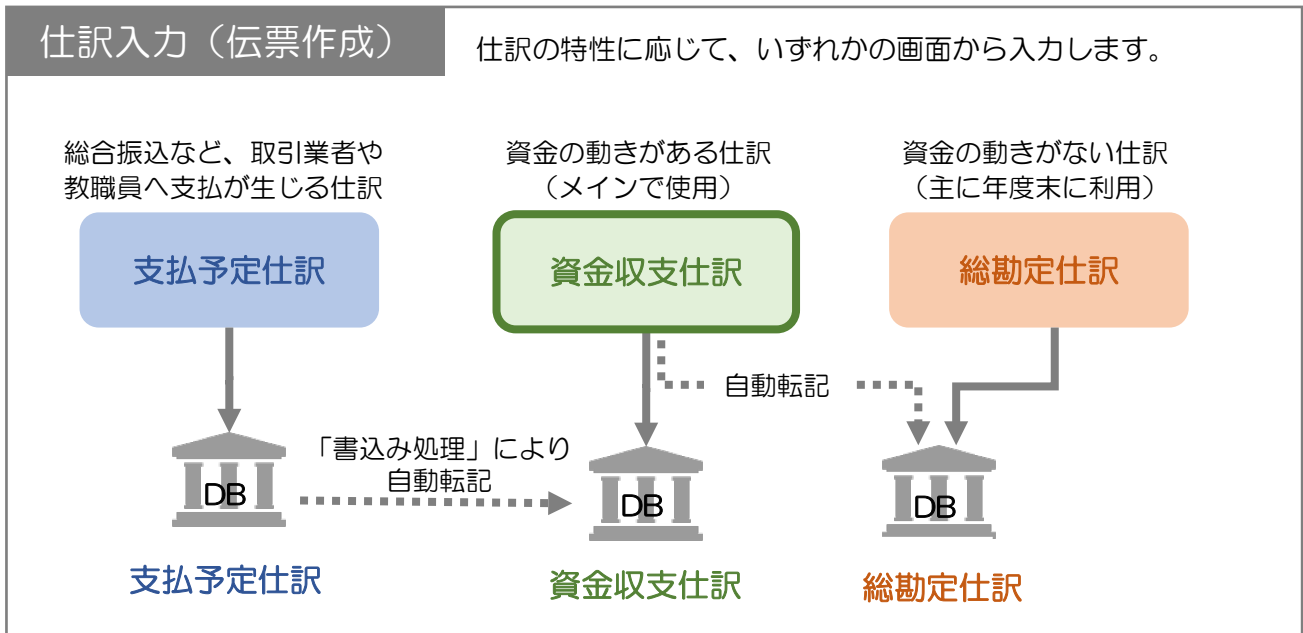 仕訳入力（伝票作成）
仕訳の特性に応じて、いずれかの画面から入力します。
総合振込など、取引業者や
教職員へ支払が生じる仕訳
支払予定仕訳
資金の動きがある仕訳
（メインで使用）
資金収支仕訳
資金の動きがない仕訳
（主に年度末に利用）
総勘定仕訳
自動転記
「書込み処理」により
自動転記
DB
DB
DB
支払予定仕訳
資金収支仕訳
総勘定仕訳